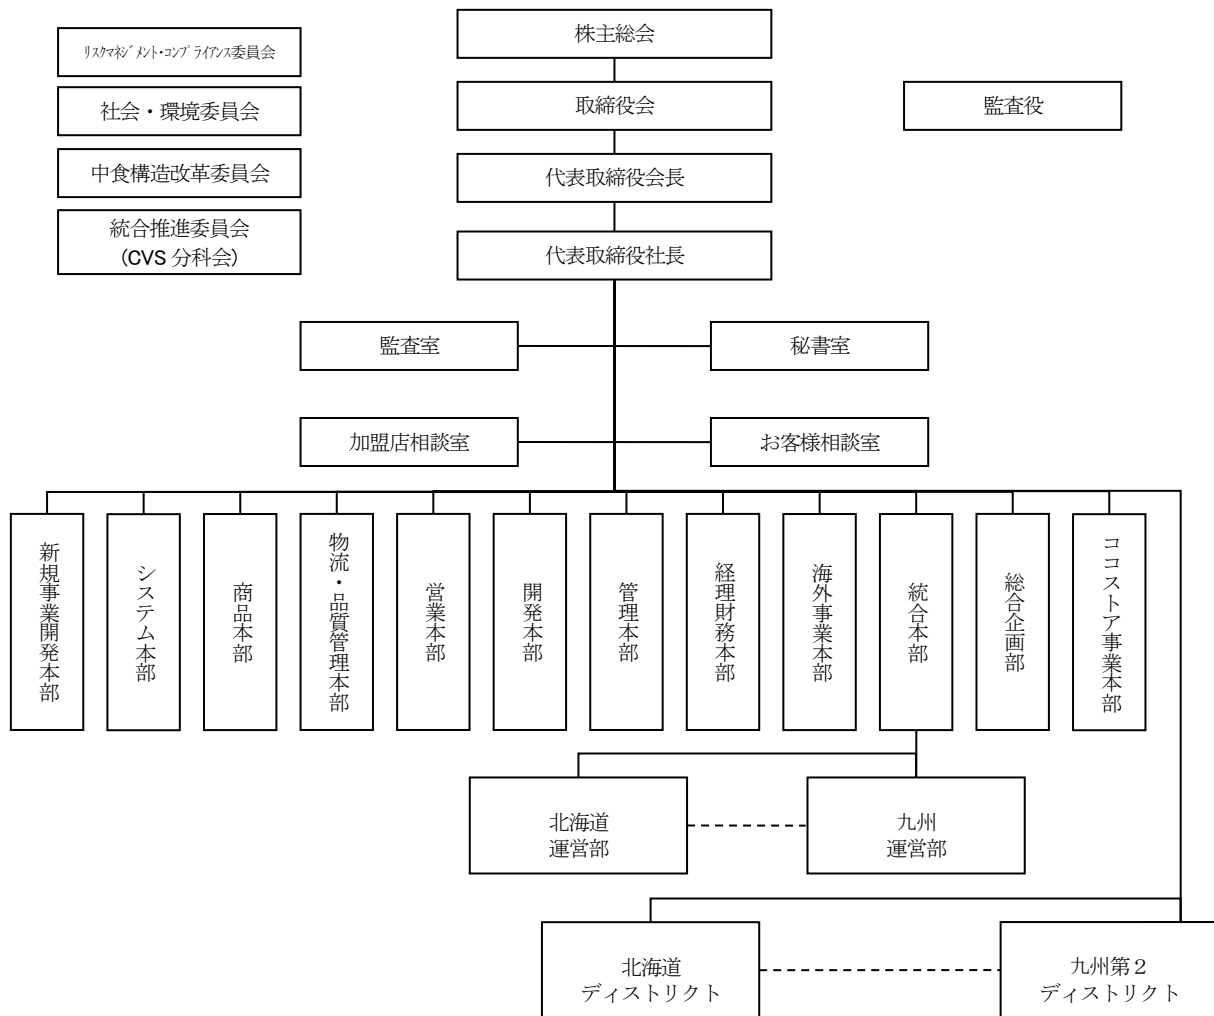 リスクマネジメント・コンプライアンス委員会
社会・環境委員会
中食構造改革委員会
統合推進委員会
(CVS 分科会)
株主総会
取締役会
代表取締役会長
代表取締役社長
監査役
監査室
秘書室
加盟店相談室
お客様相談室
新規事業開発本部
システム本部
商品本部
物流・品質管理本部
営業本部
開発本部
管理本部
経理財務本部
海外事業本部
統合本部
総合企画部
ココストア事業本部
北海道
運営部
九州
運営部
北海道
ディストリクト
九州第２
ディストリクト